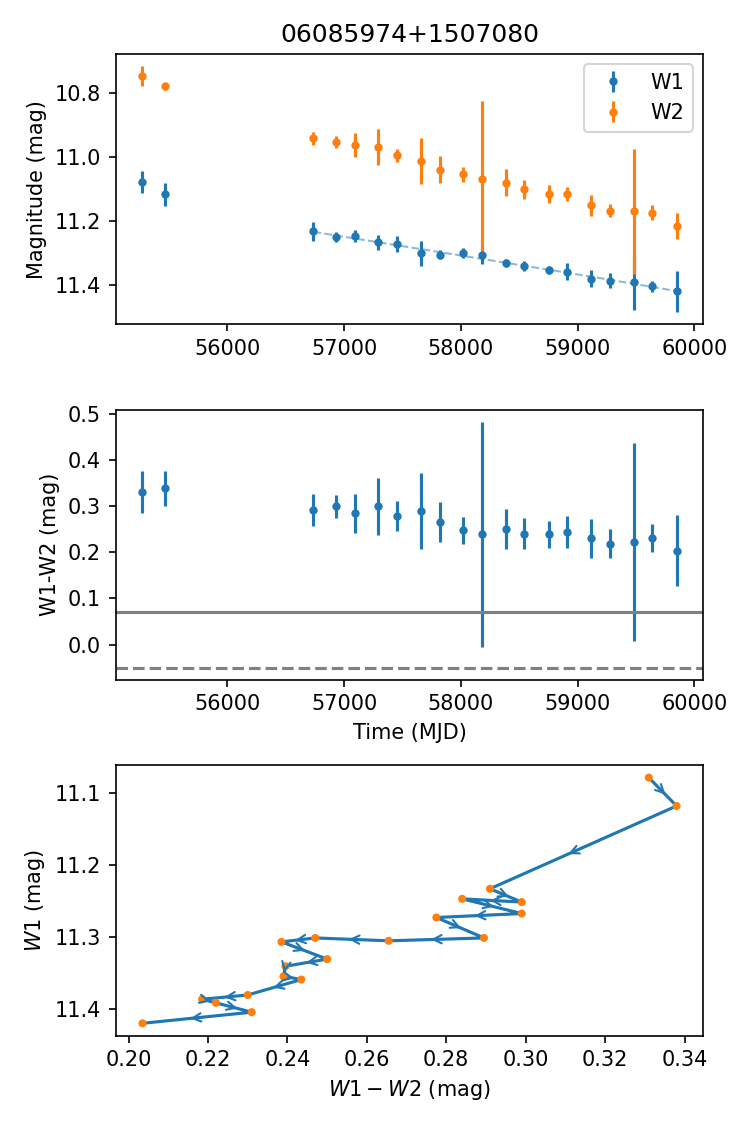 06085974+1507080
W1
W2
Magnitude (mag)
10.8
11.0
11.2
11.4
56000 57000 58000 59000 60000
W1-W2 (mag)
0.5
0.4
0.3
0.2
0.1
0.0
56000 57000 58000 59000 60000
Time (MJD)
W1 (mag)
11.1
11.2
11.3
11.4
0.20 0.22 0.24 0.26 0.28 0.30 0.32 0.34
W1 − W2 (mag)